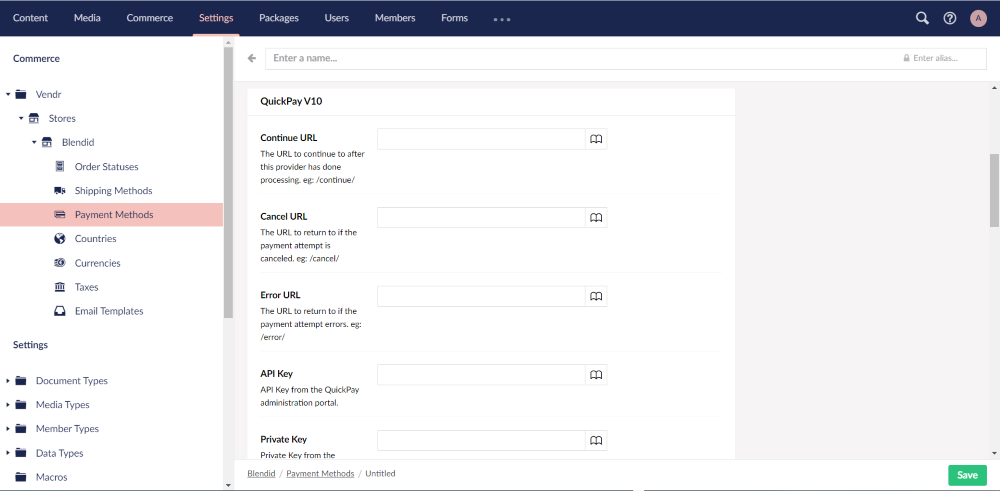 Content Media Commerce Settings Packages Users Members Forms A
Commerce
Vendr
Stores
Blendid
Order Statuses
Shipping Methods
Payment Methods
Countries
Currencies
Taxes
Email Templates
Settings
Document Types
Media Types
Member Types
Data Types
Macros
Enter a name... Enter alias...
QuickPay V10
Continue URL
The URL to continue to after
this provider has done
processing. eg: /continue/
Cancel URL
The URL to return to if the
payment attempt is
canceled. eg: /cancel/
Error URL
The URL to return to if the
payment attempt errors. eg:
/error/
API Key
API Key from the QuickPay
administration portal.
Private Key
Private Key from the
Blendid / Payment Methods / Untitled
Save